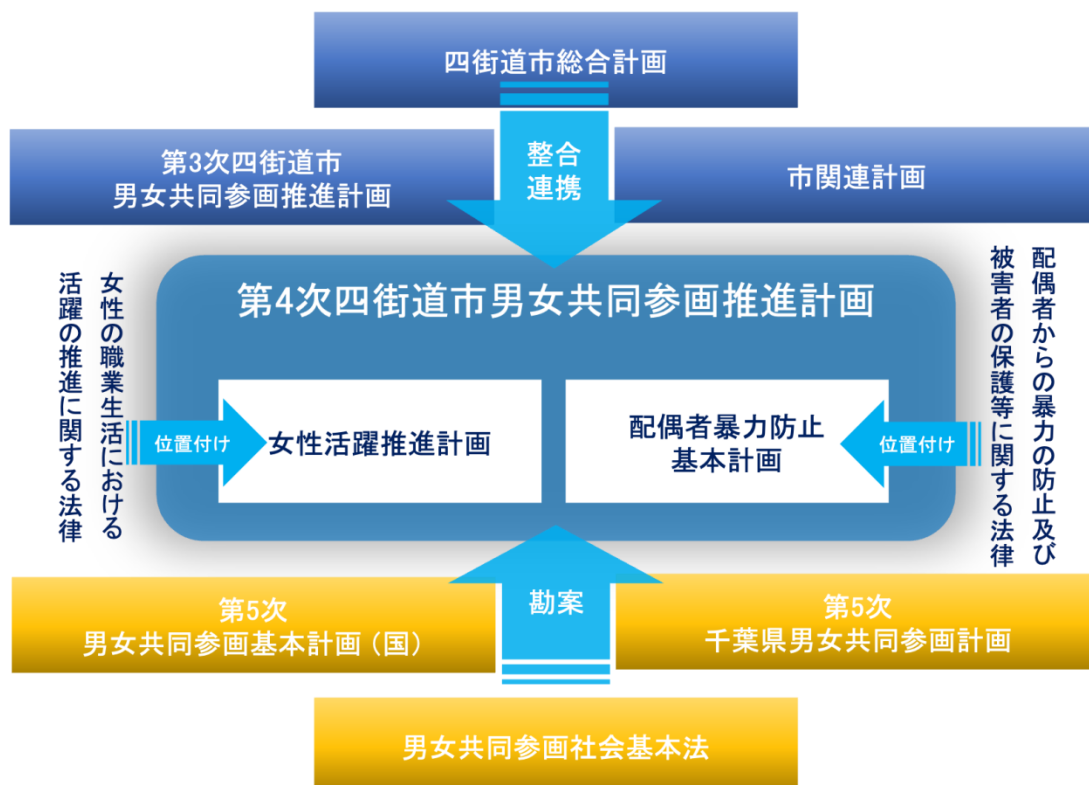 四街道市総合計画
第3次四街道市
男女共同参画推進計画
整合
連携
市関連計画
女性の職業生活における
活躍の推進に関する法律
第4次四街道市男女共同参画推進計画
配偶者からの暴力の防止及び
被害者の保護等に関する法律
位置付け
女性活躍推進計画
配偶者暴力防止
基本計画
位置付け
第5次
男女共同参画基本計画（国）
勘案
第5次
千葉県男女共同参画計画
男女共同参画社会基本法